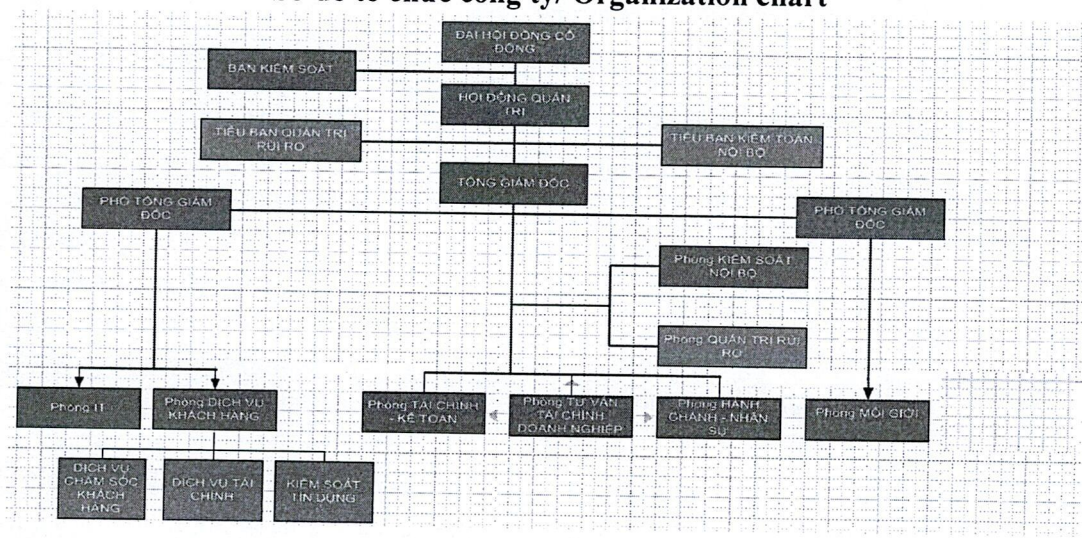 Sơ đồ tổ chức công ty/ Organization chart
ĐẠI HỘI ĐỒNG CỔ
ĐÔNG
BAN KIỂM SOÁT
HỘI ĐỒNG QUẢN
TRỊ
TIỂU BAN QUẢN TRỊ
RỦI RO
TIỂU BAN KIỂM TOÁN
NỘI BỘ
TỔNG GIÁM ĐỐC
PHÓ TỔNG GIÁM
ĐỐC
PHÓ TỔNG GIÁM
ĐỐC
Phòng KIỂM SOÁT
NỘI BỘ
Phòng QUẢN TRỊ RỦI
RO
Phòng IT
Phòng DỊCH VỤ
KHÁCH HÀNG
Phòng TÀI CHÍNH
- KẾ TOÁN
Phòng TƯ VẤN
TÀI CHÍNH
DOANH NGHIỆP
Phòng HÀNH
CHÁNH - NHÂN
SỰ
Phòng MÔI GIỚI
DỊCH VỤ
CHĂM SÓC
KHÁCH
HÀNG
DỊCH VỤ TÀI
CHÍNH
KIỂM SOÁT
TÍN DỤNG